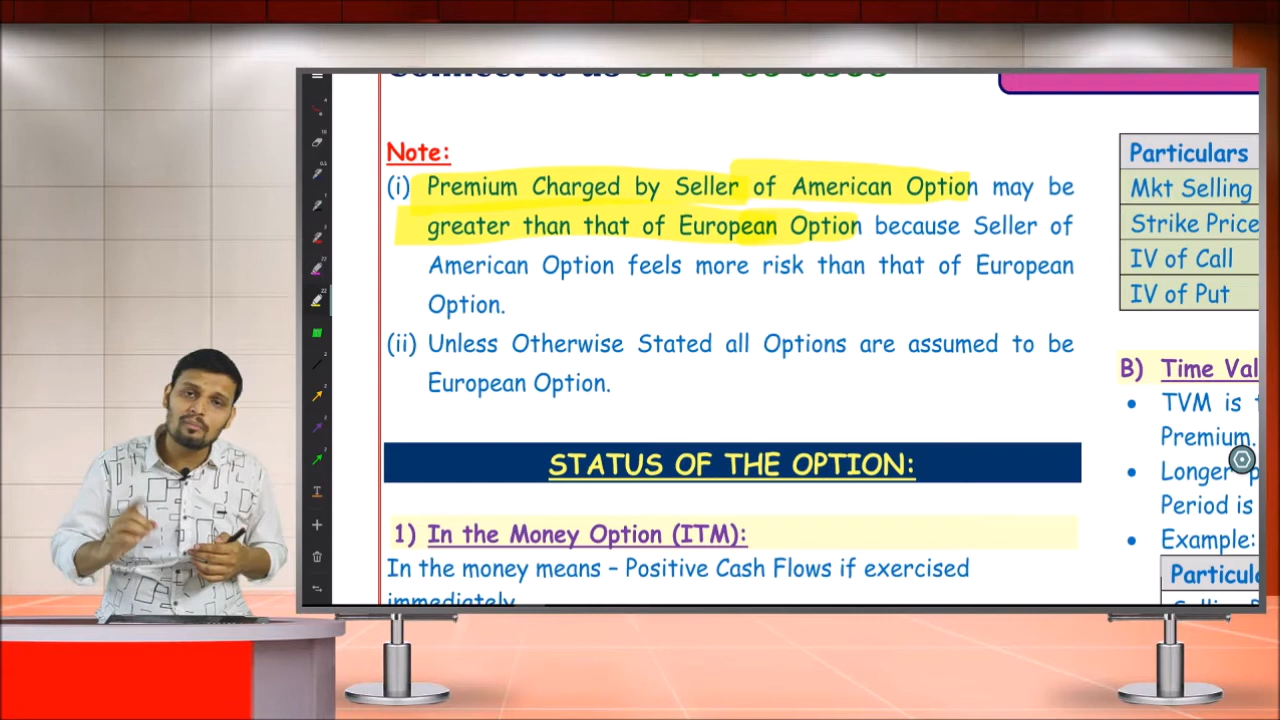 Note:
(i) Premium Charged by Seller of American Option may be
greater than that of European Option because Seller of
American Option feels more risk than that of European
Option.
(ii) Unless Otherwise Stated all Options are assumed to be
European Option.
STATUS OF THE OPTION:
1) In the Money Option (ITM):
In the money means – Positive Cash Flows if exercised
immediately
Particulars
Mkt Selling
Strike Price
IV of Call
IV of Put
B) Time Val
TVM is
Premium.
Longer p
Period is
Example:
Particul